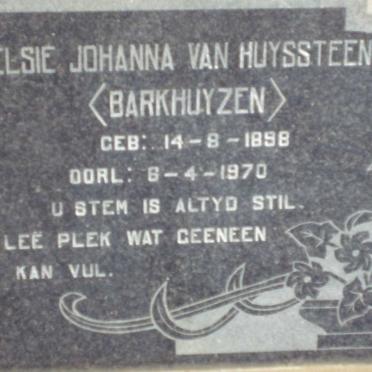 ELSIE JOHANNA VAN HUYSSTEEN
<BARKHUYZEN>
GEB: 14-8-1898
OORL: 6-4-1970
U STEM IS ALTYD STIL.
LEË PLEK WAT GEENEEN
KAN VUL.